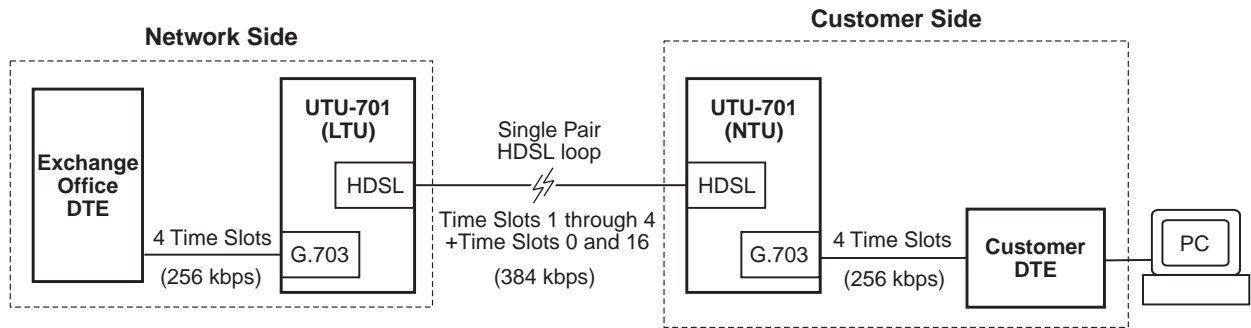 Network Side
Customer Side
Exchange
Office
DTE
4 Time Slots
(256 kbps)
UTU-701
(LTU)
HDSL
G.703
Single Pair
HDSL loop
Time Slots 1 through 4
+Time Slots 0 and 16
(384 kbps)
UTU-701
(NTU)
HDSL
G.703
4 Time Slots
(256 kbps)
Customer
DTE
PC